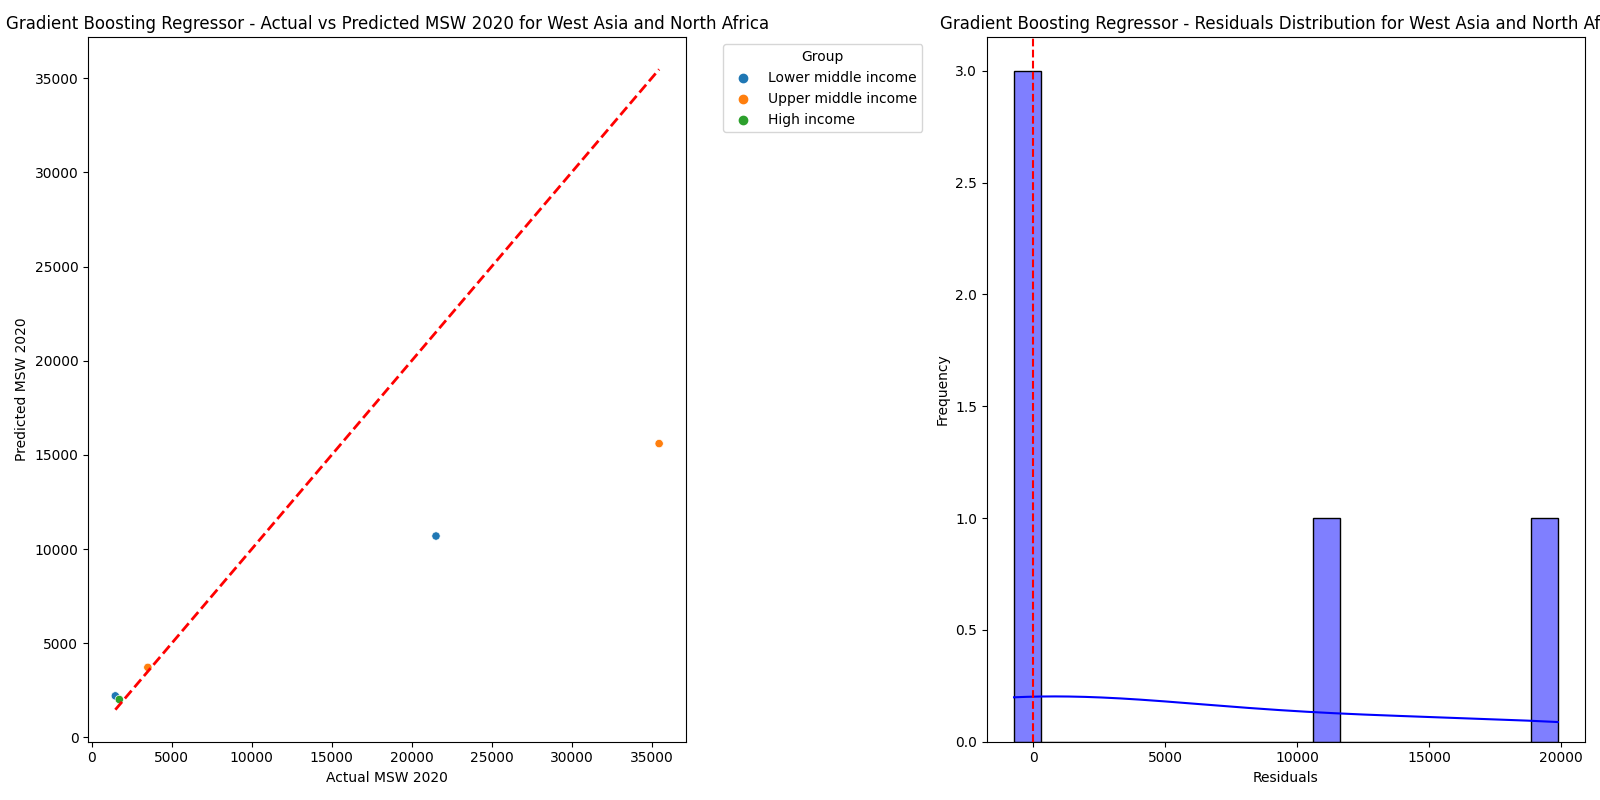 Gradient Boosting Regressor - Actual vs Predicted MSW 2020 for West Asia and North Africa
35000
30000
25000
20000
15000
10000
5000
0
Predicted MSW 2020
0 5000 10000 15000 20000 25000 30000 35000
Actual MSW 2020
Group
Lower middle income
Upper middle income
High income
Gradient Boosting Regressor - Residuals Distribution for West Asia and North Af
3.0
2.5
2.0
1.5
1.0
0.5
0.0
Frequency
0 5000 10000 15000 20000
Residuals